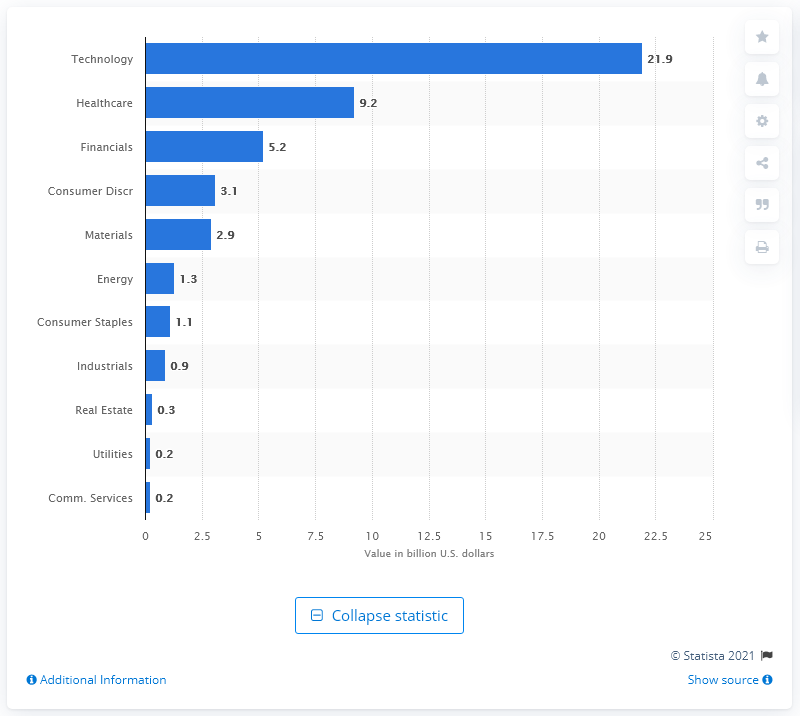 Technology 21.9
Healthcare 9.2
Financials 5.2
Consumer Discr 3.1
Materials 2.9
Energy 1.3
Consumer Staples 1.1
Industrials 0.9
Real Estate 0.3
Utilities 0.2
Comm. Services 0.2
0 2.5 5 7.5 10 12.5 15 17.5 20 22.5 25
Value in billion U.S. dollars
Collapse statistic
© Statista 2021
Additional Information Show source